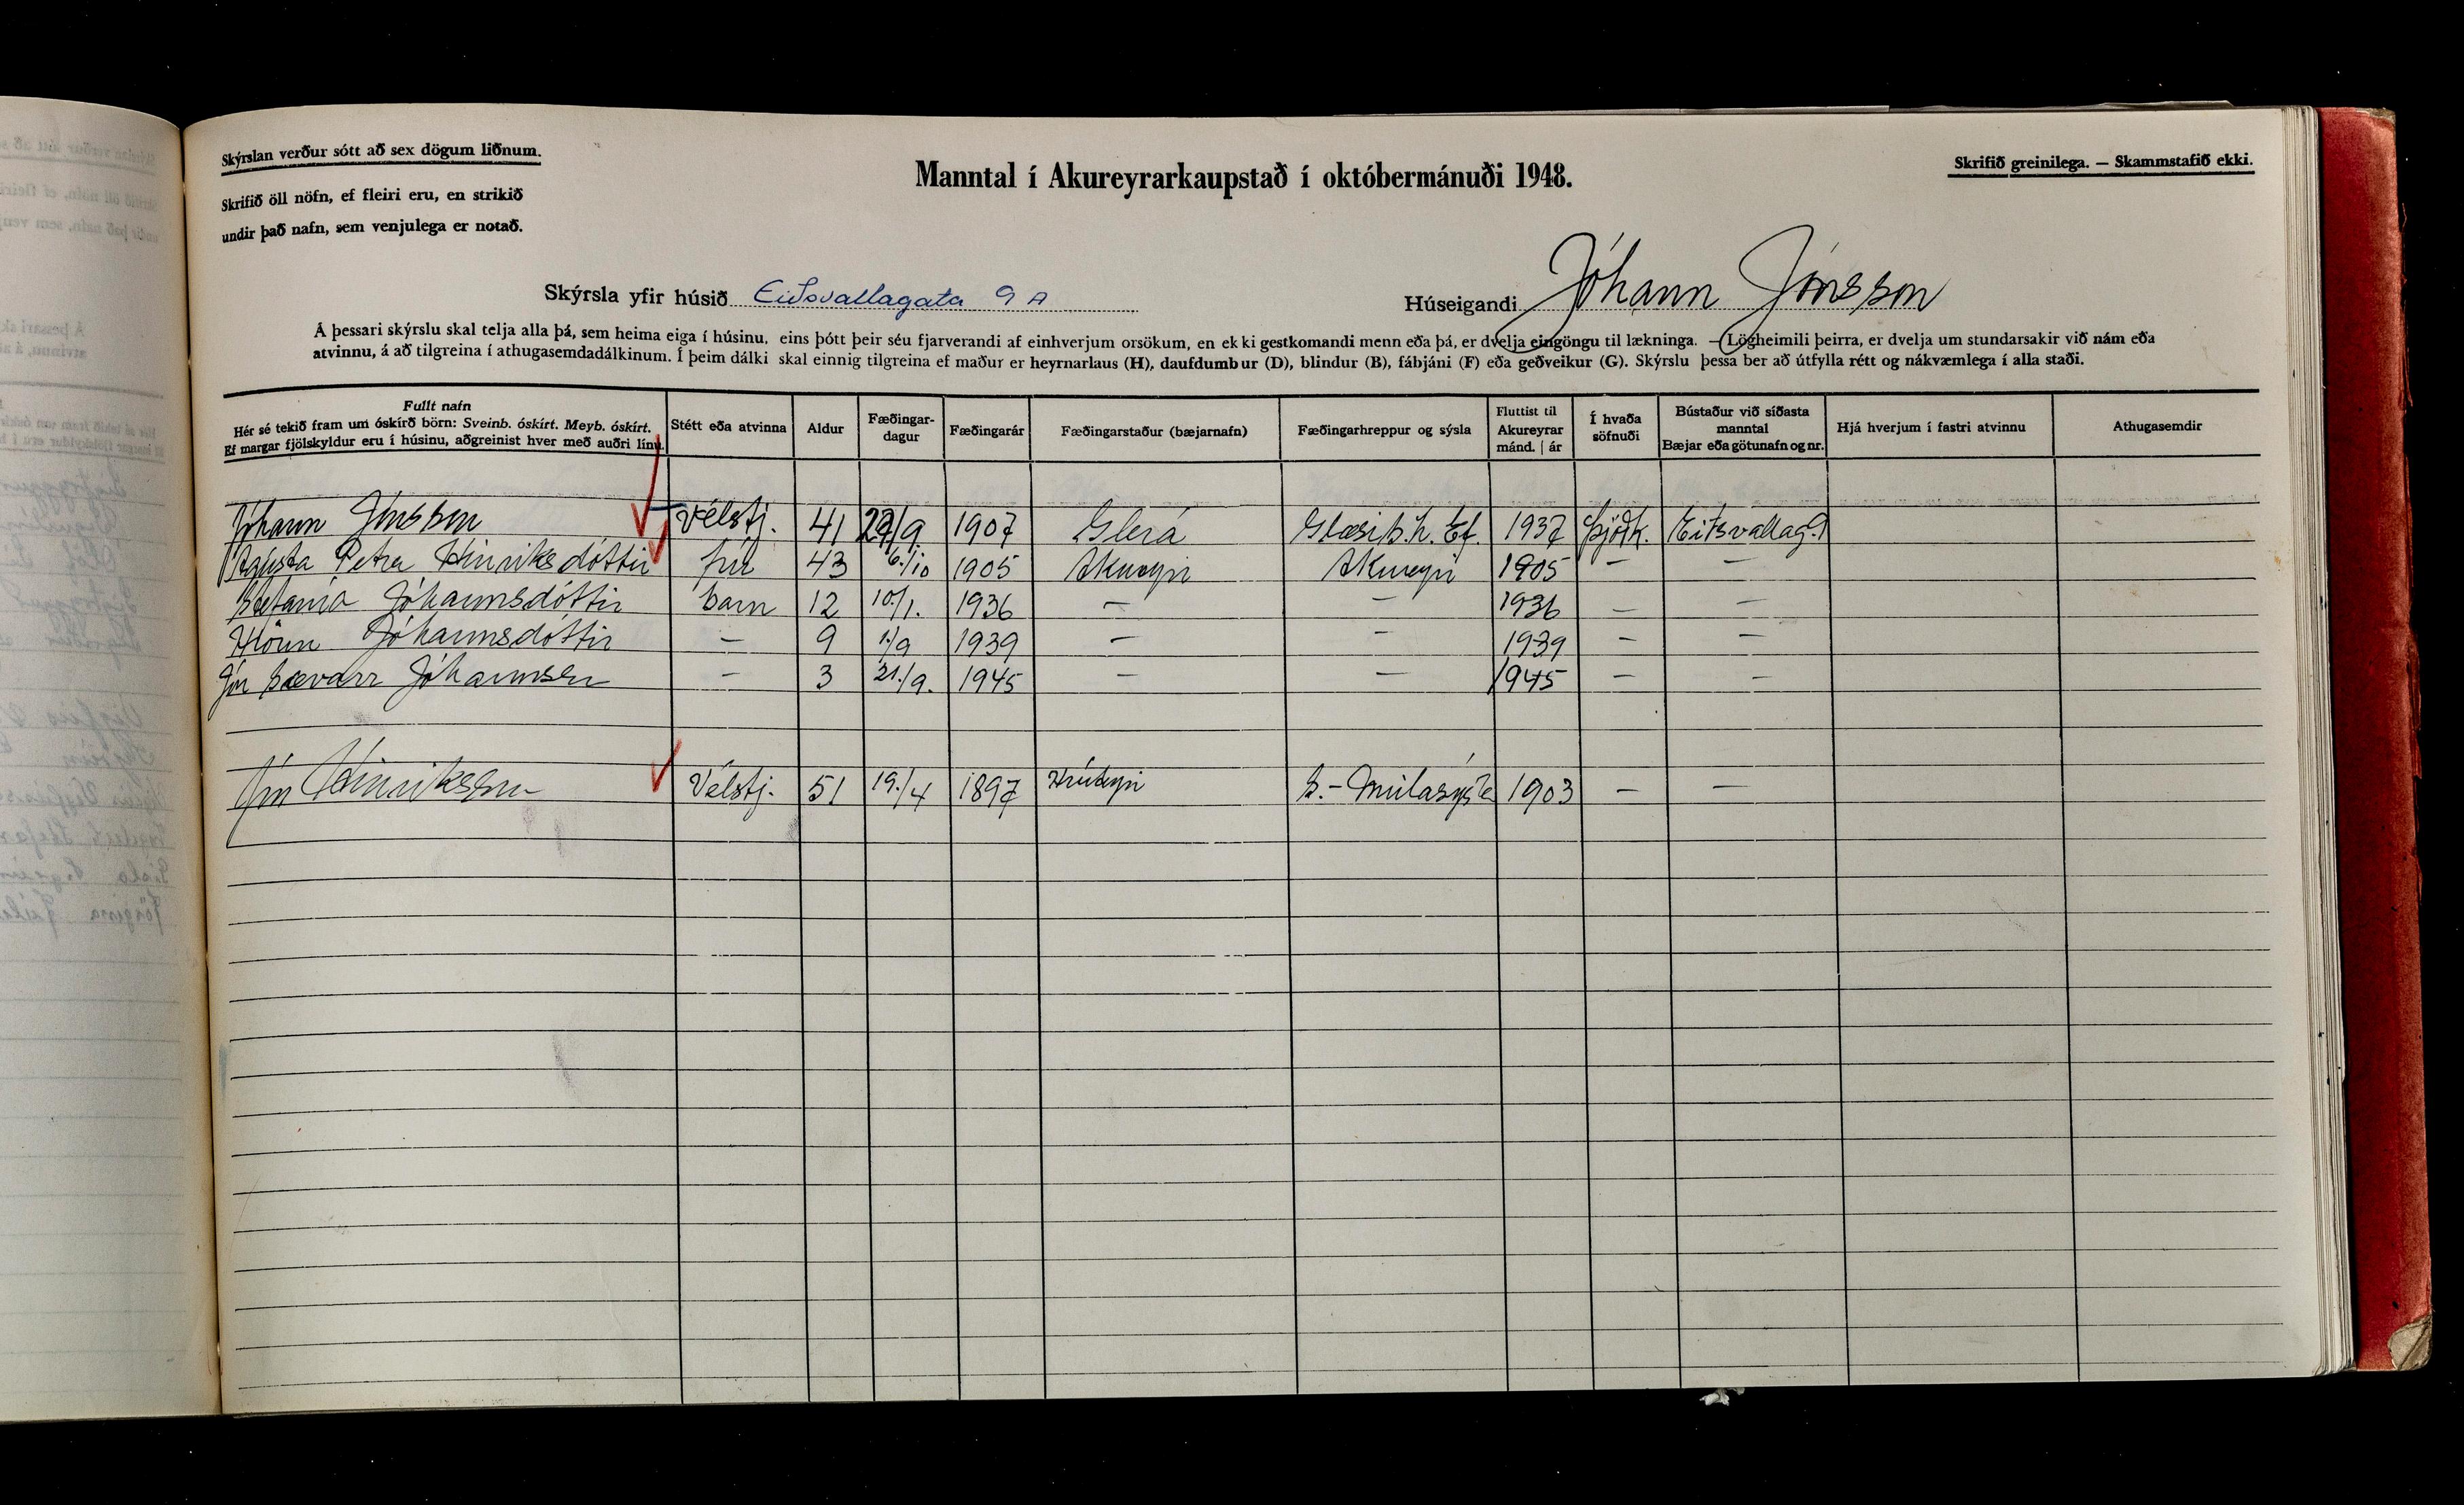 Skýrslan verður sótt að sex dögum liðnum.
Skrifið öll nöfn, ef fleiri eru, en strikið
undir það nafn, sem venjulega er notað.
Manntal í Akureyrarkaupstað í októbermánuði 1948.
Skrifið greinilega. — Skammstafið ekki.
Skýrsla yfir húsið Eiðsvallagata 9 A
Húseigandi Jóhann Jónsson
Á þessari skýrslu skal telja alla þá, sem heima eiga í húsinu, eins þótt þeir séu fjarverandi af einhverjum orsökum, en ekki gestkomandi menn eða þá, er dvelja eingöngu til lækninga. — Lögheimili þeirra, er dvelja um stundarsakir við nám eða
atvinnu, á að tilgreina í athugasemdadálkinum. Í þeim dálki skal einnig tilgreina ef maður er heyrnarlaus (H), daufdumbur (D), blindur (B), fábjáni (F) eða geðveikur (G). Skýrslu þessa ber að útfylla rétt og nákvæmlega í alla staði.
Fullt nafn
Hér sé tekið fram um óskírð börn: Sveinb. óskírt. Meyb. óskírt.
Ef margar fjölskyldur eru í húsinu, aðgreinist hver með auðri línu.
Stétt eða atvinna
Aldur
Fæðingar-
dagur
Fæðingarár
Fæðingarstaður (bæjarnafn)
Fæðingarhreppur og sýsla
Fluttist til
Akureyrar
mánd. | ár
Í hvaða
söfnuði
Bústaður við síðasta
manntal
Bæjar eða götunafn og nr.
Hjá hverjum í fastri atvinnu
Athugasemdir
Jóhann Jónsson Vélstj. 41 /9 1907 Glerá Glæsib.h. Ef. 1937 Þjóðk. Eiðsvallag. 9
Ágústa Petra Hinriksdóttir frú 43 6./10 1905 Akureyri Akureyri 1905 — —
Stefanía Jóhannsdóttir barn 12 10./1. 1936 — — 1936 — —
Hörn Jóhannsdóttir — 9 1./9 1939 — — 1939 — —
Jón Sævarr Jóhannsson — 3 21./9. 1945 — — 1945 — —
Jón Hinriksson Vélstj. 51 19./4 1897 S.-Múlasýsla 1903 — —